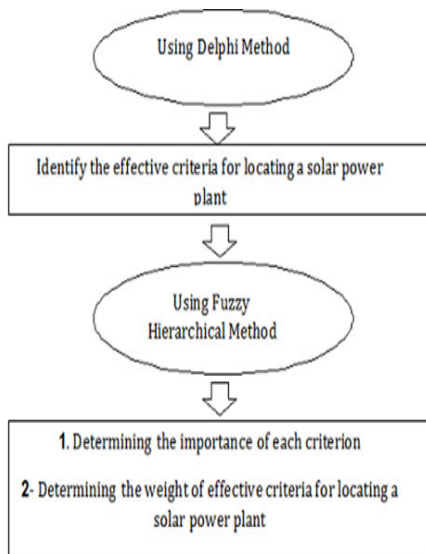 Using Delphi Method
Identify the effective criteria for locating a solar power
plant
Using Fuzzy
Hierarchical Method
1. Determining the importance of each criterion
2- Determining the weight of effective criteria for locating a
solar power plant